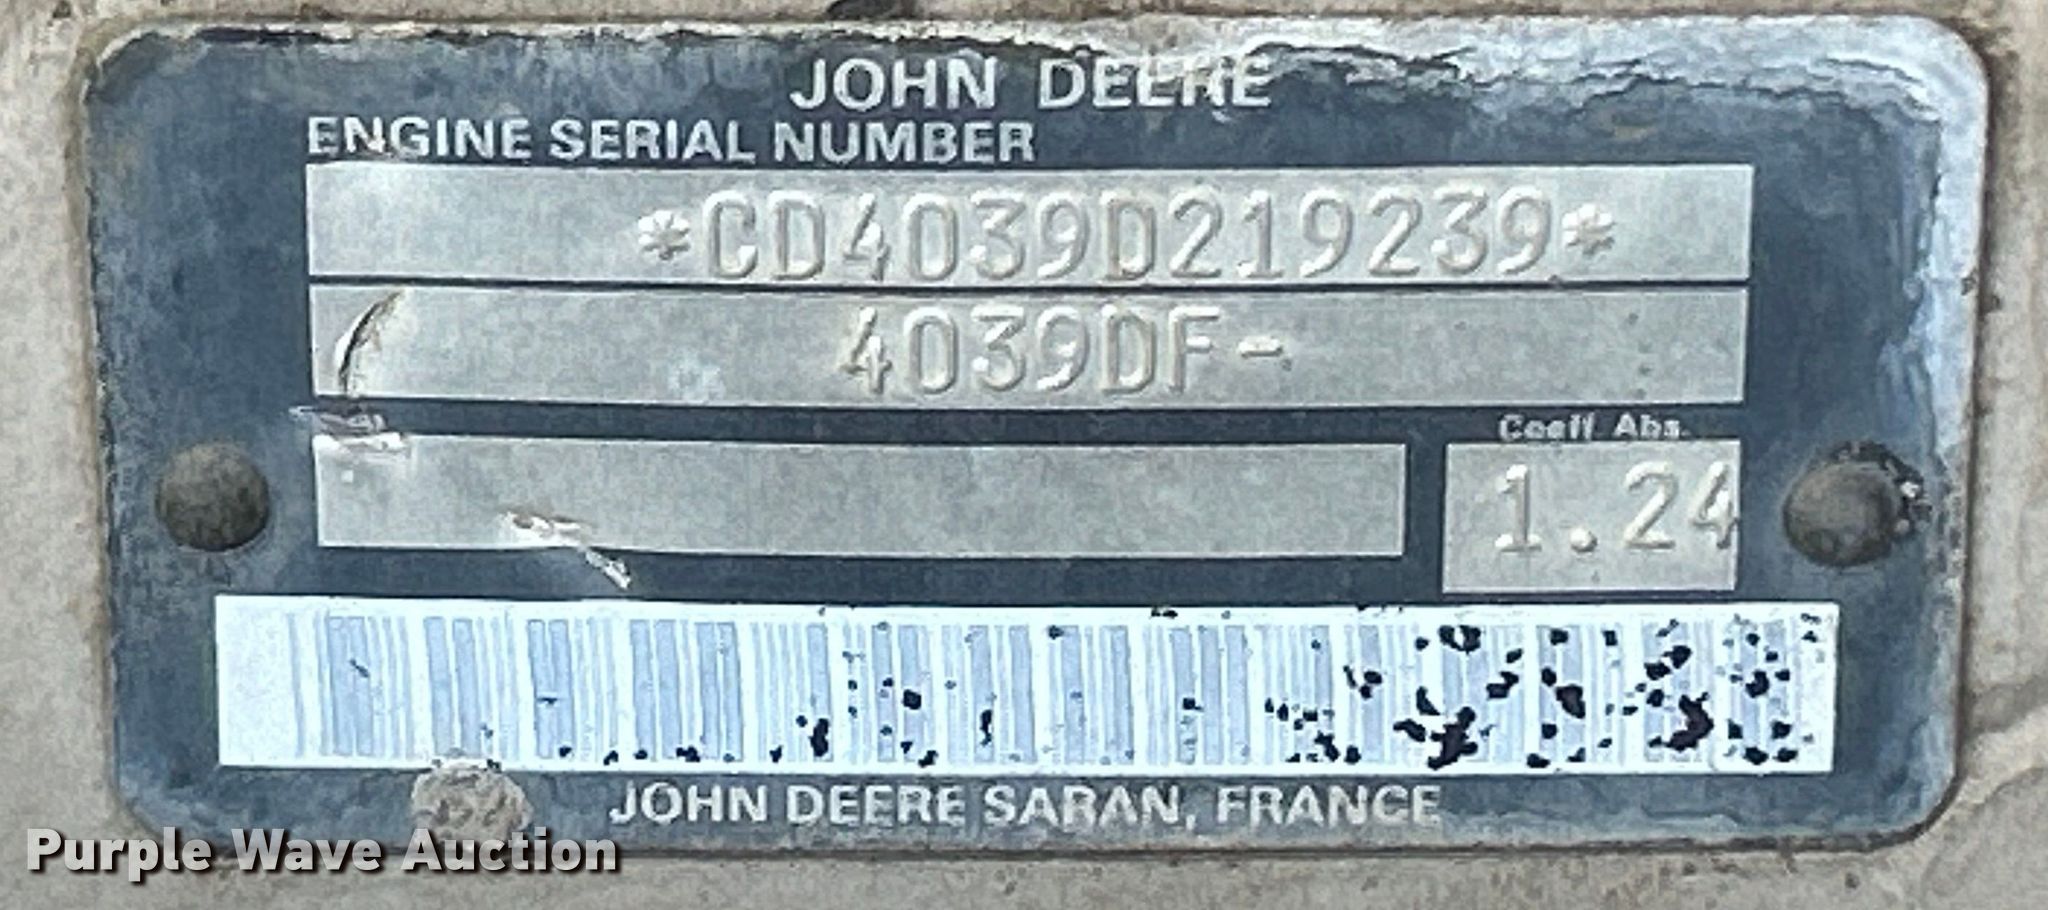 JOHN DEERE
ENGINE SERIAL NUMBER
*CD4039D219239*
4039DF-
Coeff Abs.
1.24
JOHN DEERE SARAN, FRANCE
Purple Wave Auction